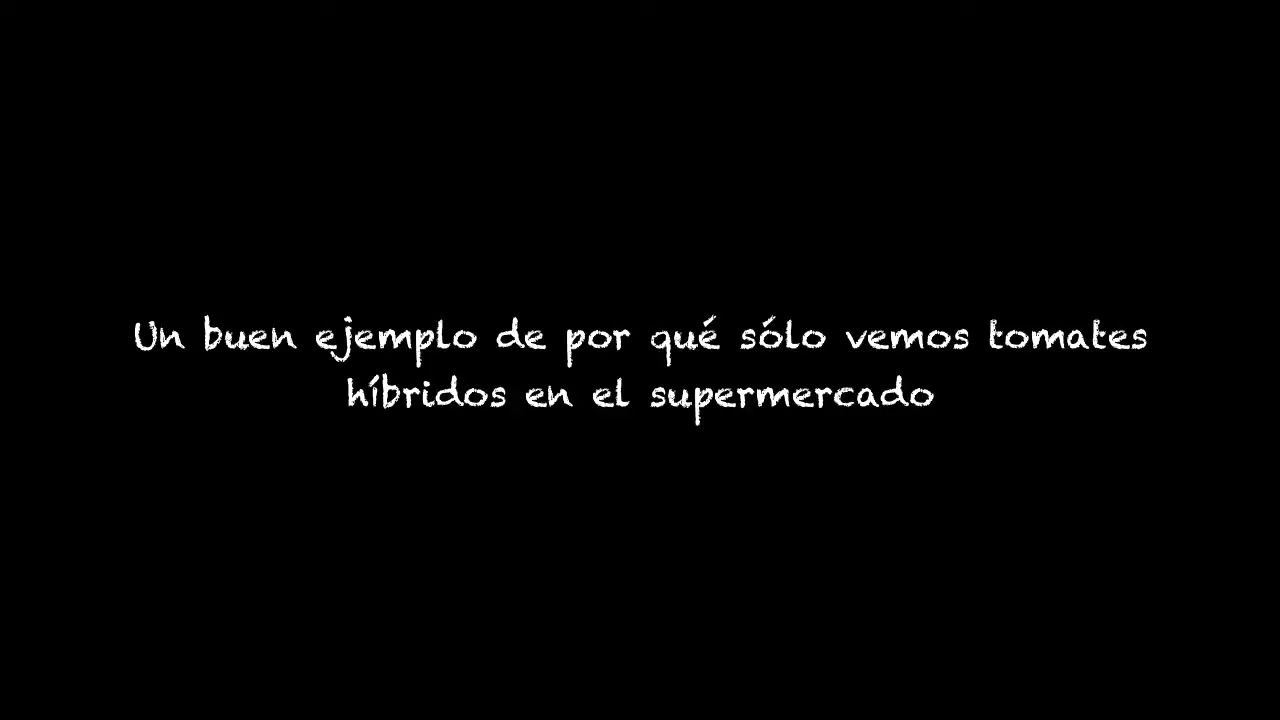 Un buen ejemplo de por qué sólo vemos tomates
híbridos en el supermercado